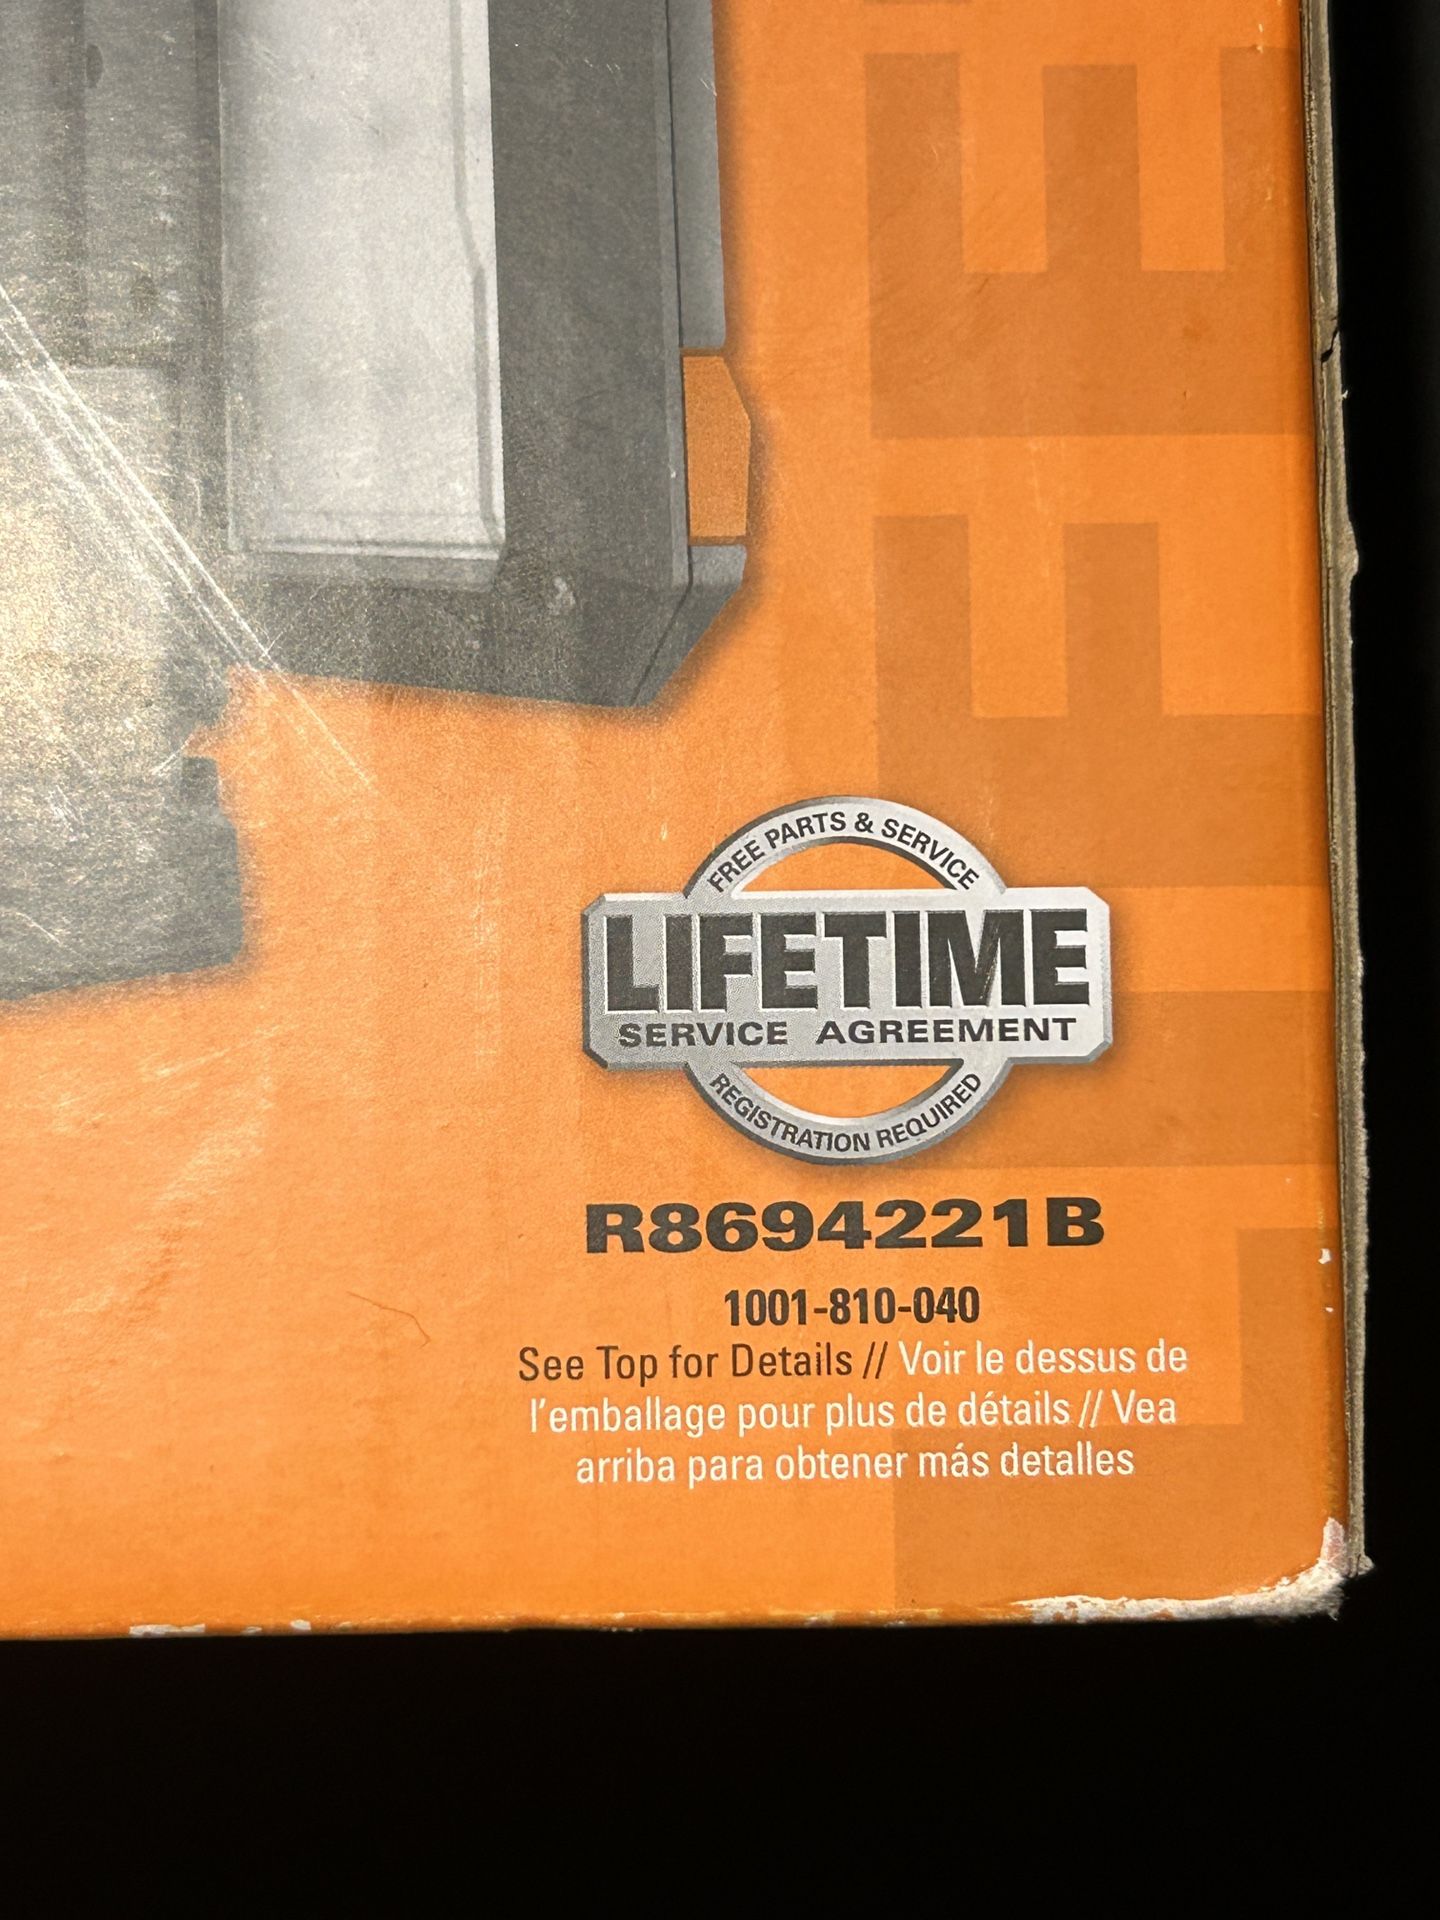 FREE PARTS & SERVICE
LIFETIME
SERVICE AGREEMENT
REGISTRATION REQUIRED
R8694221B
1001-810-040
See Top for Details // Voir le dessus de
l'emballage pour plus de détails // Vea
arriba para obtener más detalles